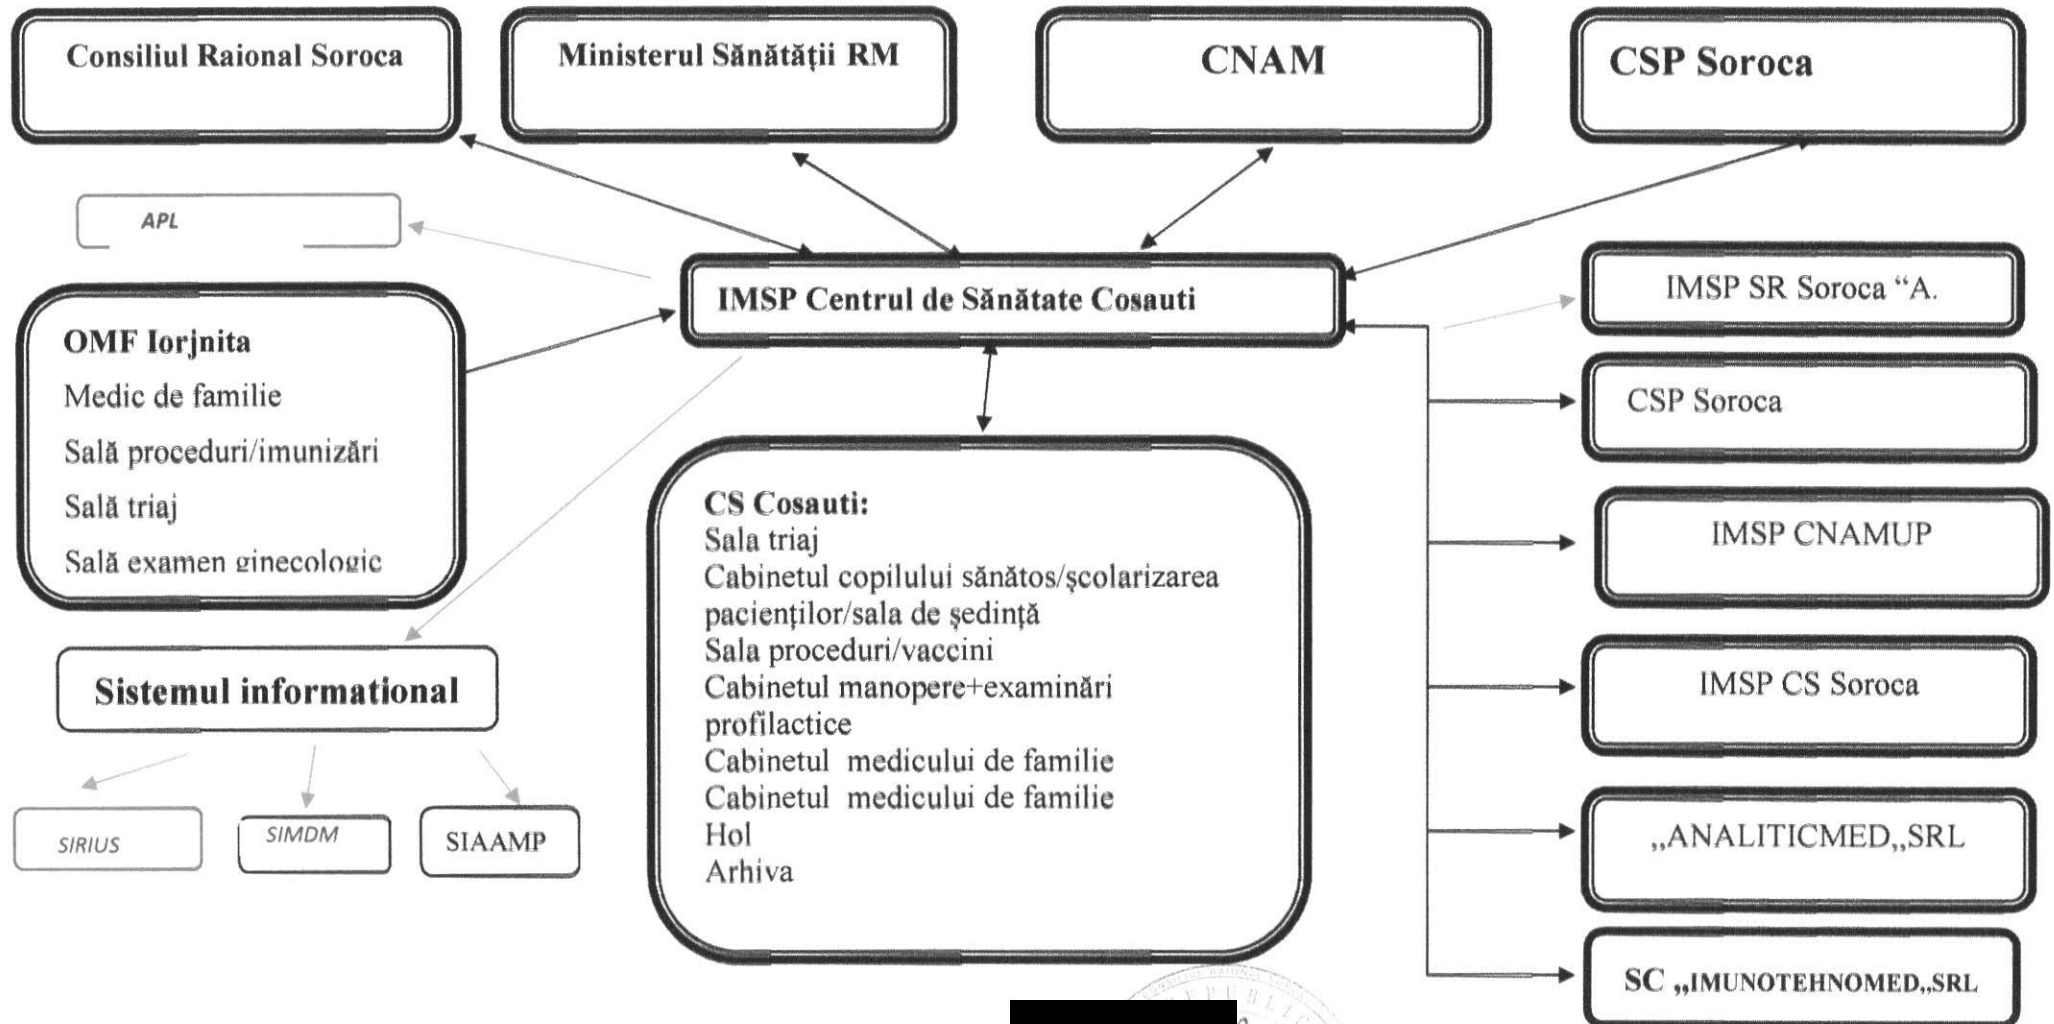 Consiliul Raional Soroca
Ministerul Sănătății RM
CNAM
CSP Soroca
APL
IMSP Centrul de Sănătate Cosauti
OMF Iorjnita
Medic de familie
Sală proceduri/imunizări
Sală triaj
Sală examen ginecologic
Sistemul informational
SIRIUS
SIMDM
SIAAMP
CS Cosauti:
Sala triaj
Cabinetul copilului sănătos/școlarizarea
pacienților/sala de ședință
Sala proceduri/vaccini
Cabinetul manopere+examinări
profilactice
Cabinetul medicului de familie
Cabinetul medicului de familie
Hol
Arhiva
IMSP SR Soroca “A.
CSP Soroca
IMSP CNAMUP
IMSP CS Soroca
„ANALITICMED„SRL
SC „IMUNOTEHNOMED„SRL